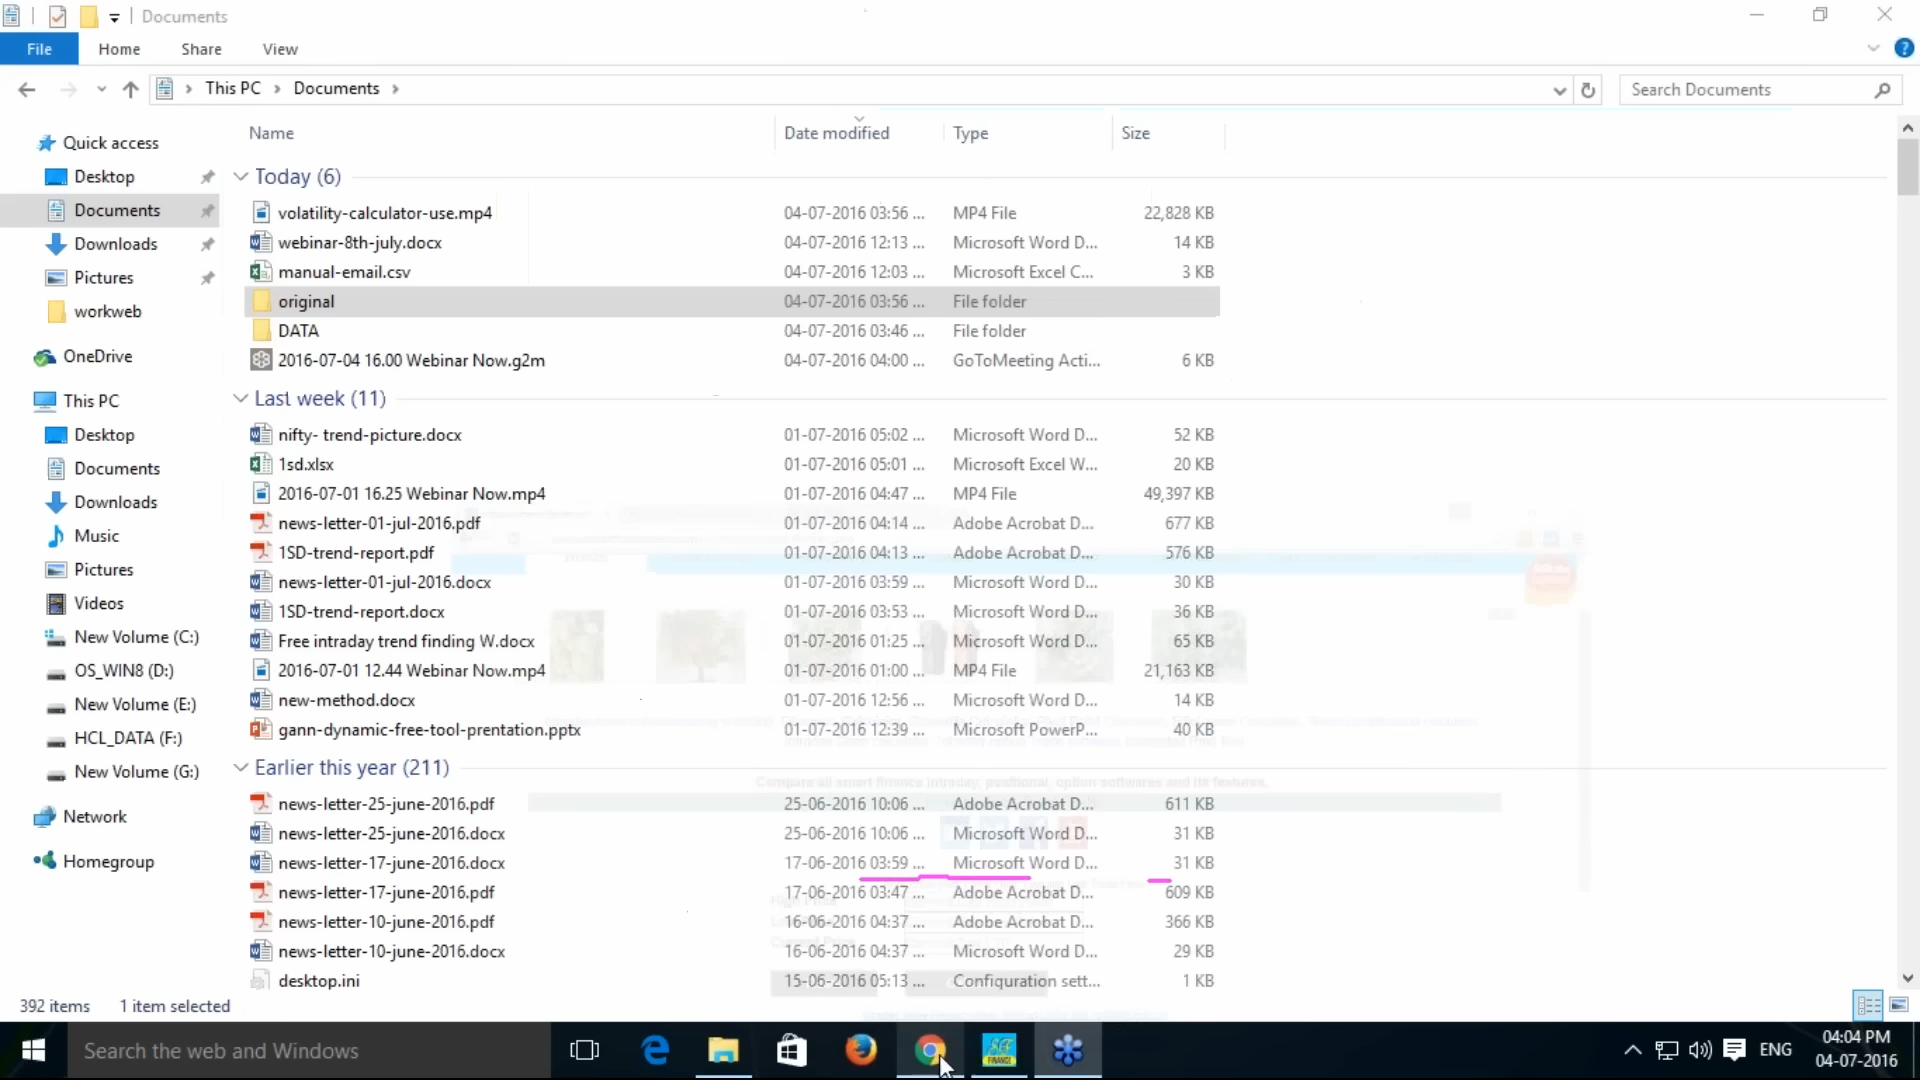 Documents
File Home Share View
This PC Documents
Search Documents
Name Date modified Type Size
Quick access
Desktop
Documents
Downloads
Pictures
workweb
OneDrive
This PC
Desktop
Documents
Downloads
Music
Pictures
Videos
New Volume (C:)
OS_WIN8 (D:)
New Volume (E:)
HCL_DATA (F:)
New Volume (G:)
Network
Homegroup
Today (6)
volatility-calculator-use.mp4 04-07-2016 03:56 ... MP4 File 22,828 KB
webinar-8th-july.docx 04-07-2016 12:13 ... Microsoft Word D... 14 KB
manual-email.csv 04-07-2016 12:03 ... Microsoft Excel C... 3 KB
original 04-07-2016 03:56 ... File folder
DATA 04-07-2016 03:46 ... File folder
2016-07-04 16.00 Webinar Now.g2m 04-07-2016 04:00 ... GoToMeeting Acti... 6 KB
Last week (11)
nifty- trend-picture.docx 01-07-2016 05:02 ... Microsoft Word D... 52 KB
1sd.xlsx 01-07-2016 05:01 ... Microsoft Excel W... 20 KB
2016-07-01 16.25 Webinar Now.mp4 01-07-2016 04:47 ... MP4 File 49,397 KB
news-letter-01-jul-2016.pdf 01-07-2016 04:14 ... Adobe Acrobat D... 677 KB
1SD-trend-report.pdf 01-07-2016 04:13 ... Adobe Acrobat D... 576 KB
news-letter-01-jul-2016.docx 01-07-2016 03:59 ... Microsoft Word D... 30 KB
1SD-trend-report.docx 01-07-2016 03:53 ... Microsoft Word D... 36 KB
Free intraday trend finding W.docx 01-07-2016 01:25 ... Microsoft Word D... 65 KB
2016-07-01 12.44 Webinar Now.mp4 01-07-2016 01:00 ... MP4 File 21,163 KB
new-method.docx 01-07-2016 12:56 ... Microsoft Word D... 14 KB
gann-dynamic-free-tool-prentation.pptx 01-07-2016 12:39 ... Microsoft PowerP... 40 KB
Earlier this year (211)
Compare all smart finance intraday, positional, option softwares and its features.
news-letter-25-june-2016.pdf 25-06-2016 10:06 ... Adobe Acrobat D... 611 KB
news-letter-25-june-2016.docx 25-06-2016 10:06 ... Microsoft Word D... 31 KB
news-letter-17-june-2016.docx 17-06-2016 03:59 ... Microsoft Word D... 31 KB
news-letter-17-june-2016.pdf 17-06-2016 03:47 ... Adobe Acrobat D... 609 KB
news-letter-10-june-2016.pdf 16-06-2016 04:37 ... Adobe Acrobat D... 366 KB
news-letter-10-june-2016.docx 16-06-2016 04:37 ... Microsoft Word D... 29 KB
desktop.ini 15-06-2016 05:13 ... Configuration sett... 1 KB
392 items 1 item selected
Search the web and Windows
FINANCE
ENG
04:04 PM
04-07-2016